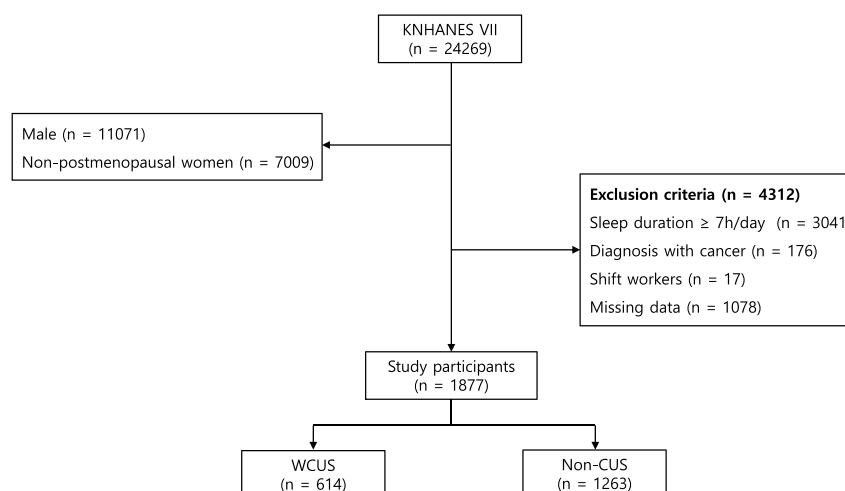 KNHANES VII
(n = 24269)
Male (n = 11071)
Non-postmenopausal women (n = 7009)
Exclusion criteria (n = 4312)
Sleep duration ≥ 7h/day (n = 3041
Diagnosis with cancer (n = 176)
Shift workers (n = 17)
Missing data (n = 1078)
Study participants
(n = 1877)
WCUS
(n = 614)
Non-CUS
(n = 1263)